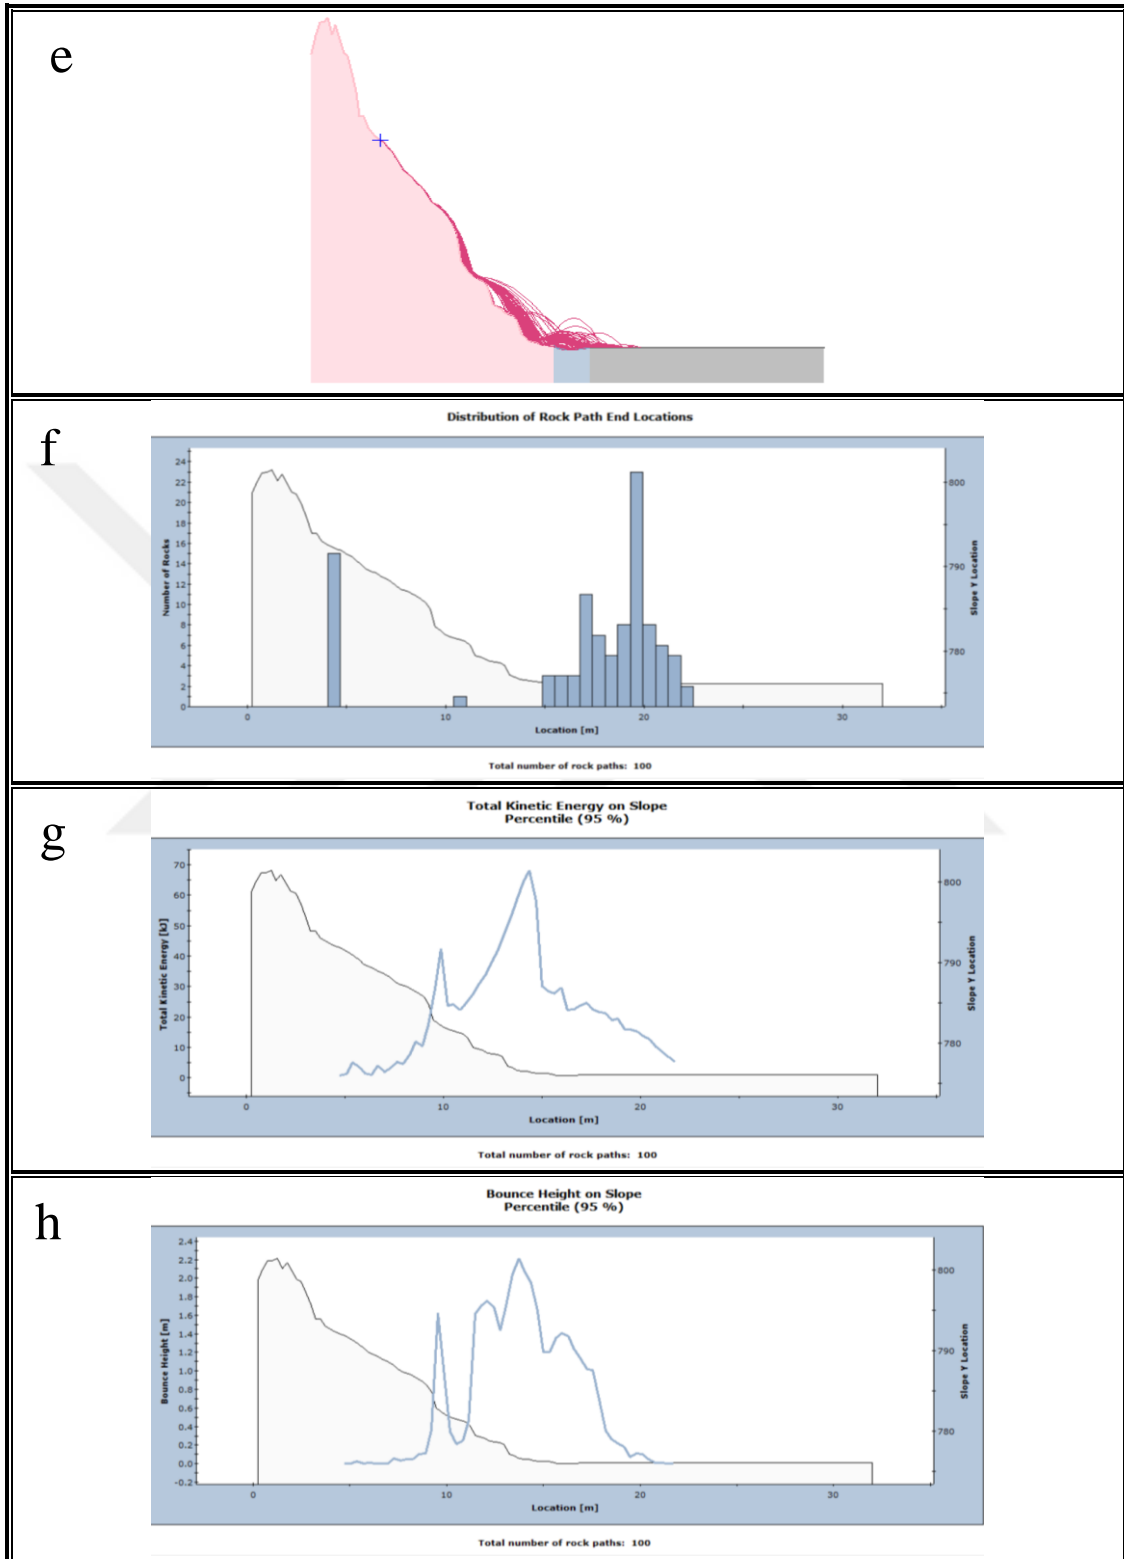 e
f
Distribution of Rock Path End Locations
24
22
20
18
16
14
12
10
8
6
4
2
0
Number of Rocks
800
790
780
Slope Y Location
0 10 20 30
Location [m]
Total number of rock paths: 100
g
Total Kinetic Energy on Slope
Percentile (95 %)
70
60
50
40
30
20
10
0
Total Kinetic Energy [kJ]
800
790
780
Slope Y Location
0 10 20 30
Location [m]
Total number of rock paths: 100
h
Bounce Height on Slope
Percentile (95 %)
2.4
2.2
2.0
1.8
1.6
1.4
1.2
1.0
0.8
0.6
0.4
0.2
0.0
-0.2
Bounce Height [m]
800
790
780
Slope Y Location
0 10 20 30
Location [m]
Total number of rock paths: 100